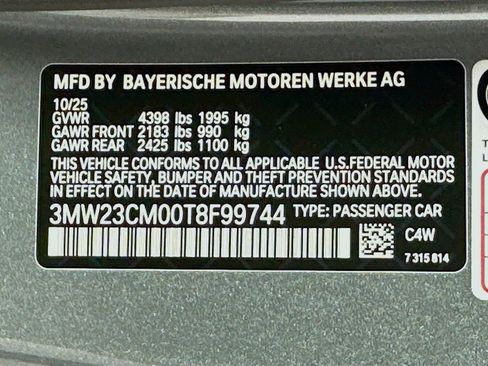 MFD BY BAYERISCHE MOTOREN WERKE AG
10/25
GVWR 4398 lbs 1995 kg
GAWR FRONT 2183 lbs 990 kg
GAWR REAR 2425 lbs 1100 kg
THIS VEHICLE CONFORMS TO ALL APPLICABLE U.S.FEDERAL MOTOR
VEHICLE SAFETY, BUMPER AND THEFT PREVENTION STANDARDS
IN EFFECT ON THE DATE OF MANUFACTURE SHOWN ABOVE.
3MW23CM00T8F99744 TYPE: PASSENGER CAR
C4W
7 315 814